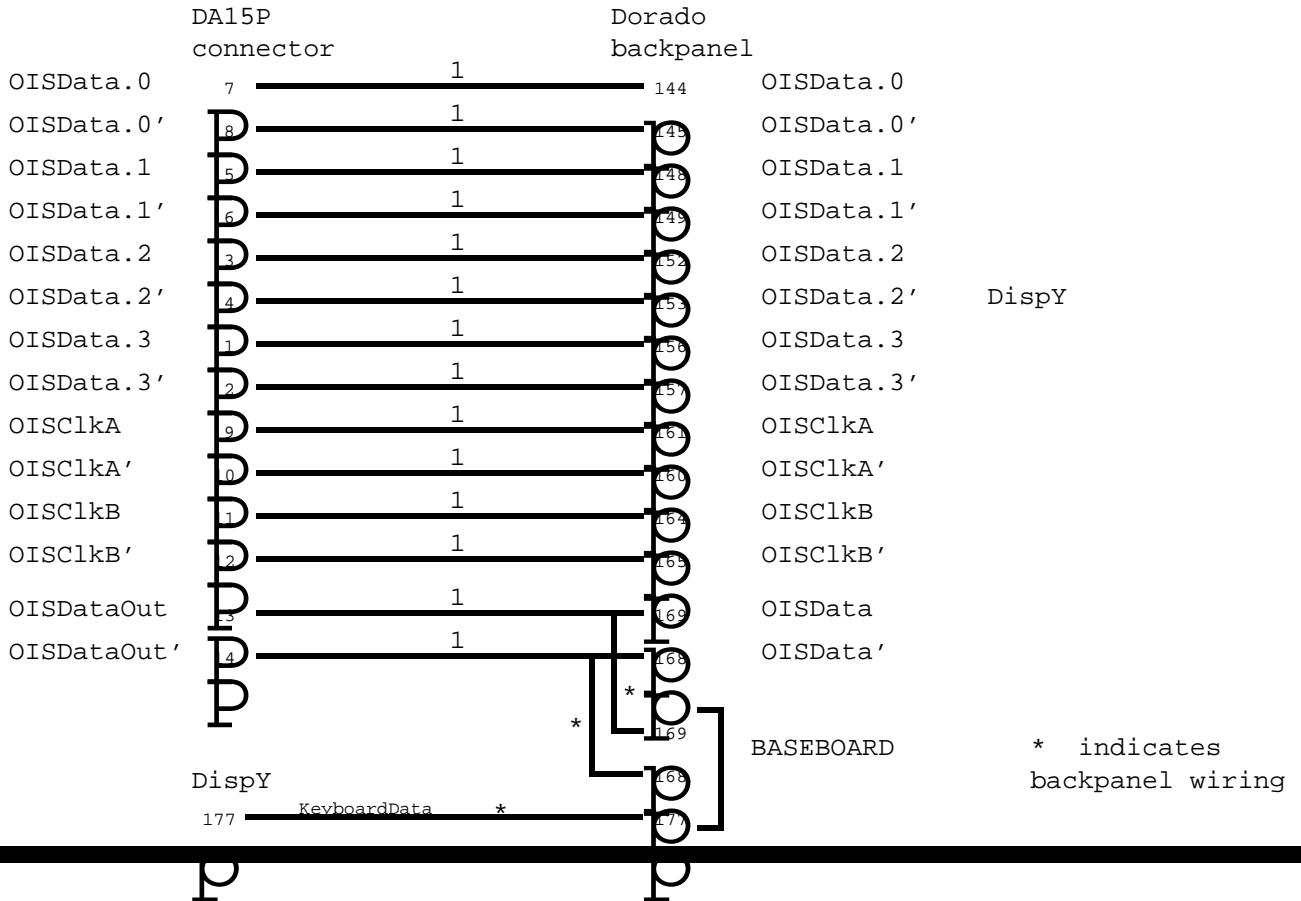 DA15P Dorado
connector backpanel
OISData.0 7 1 144 OISData.0
OISData.0′ 8 1 145 OISData.0′
OISData.1 5 1 148 OISData.1
OISData.1′ 6 1 149 OISData.1′
OISData.2 3 1 152 OISData.2
OISData.2′ 4 1 153 OISData.2′ DispY
OISData.3 1 1 156 OISData.3
OISData.3′ 2 1 157 OISData.3′
OISClkA 9 1 161 OISClkA
OISClkA′ 10 1 160 OISClkA′
OISClkB 11 1 164 OISClkB
OISClkB′ 12 1 165 OISClkB′
OISDataOut 13 1 169 OISData
OISDataOut′ 14 1 168 OISData′
*
*
169
BASEBOARD * indicates
DispY 168 backpanel wiring
177 KeyboardData * 177